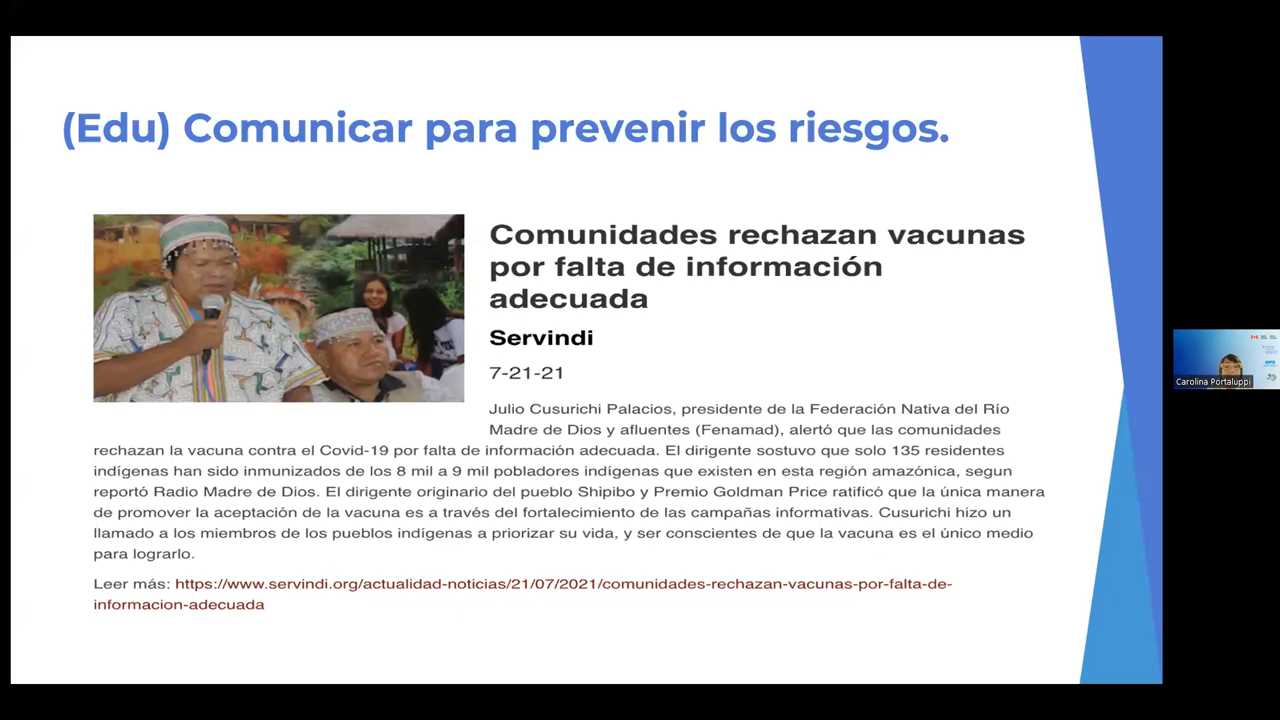 (Edu) Comunicar para prevenir los riesgos.
Comunidades rechazan vacunas
por falta de información
adecuada
Servindi
7-21-21
Julio Cusurichi Palacios, presidente de la Federación Nativa del Río
Madre de Dios y afluentes (Fenamad), alertó que las comunidades
rechazan la vacuna contra el Covid-19 por falta de información adecuada. El dirigente sostuvo que solo 135 residentes
indígenas han sido inmunizados de los 8 mil a 9 mil pobladores indígenas que existen en esta región amazónica, segun
reportó Radio Madre de Dios. El dirigente originario del pueblo Shipibo y Premio Goldman Price ratificó que la única manera
de promover la aceptación de la vacuna es a través del fortalecimiento de las campañas informativas. Cusurichi hizo un
llamado a los miembros de los pueblos indígenas a priorizar su vida, y ser conscientes de que la vacuna es el único medio
para lograrlo.
Leer más: https://www.servindi.org/actualidad-noticias/21/07/2021/comunidades-rechazan-vacunas-por-falta-de-
informacion-adecuada
Carolina Portaluppi